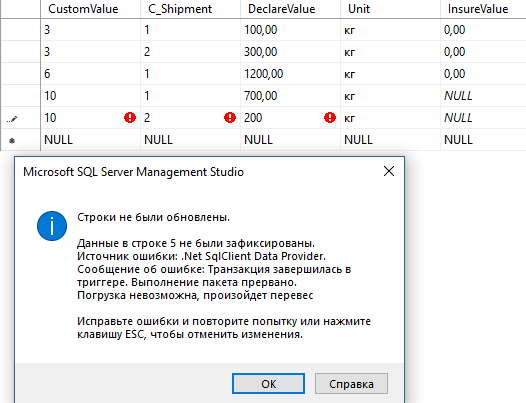 CustomValue C_Shipment DeclareValue Unit InsureValue
3 1 100,00 кг 0,00
3 2 300,00 кг 0,00
6 1 1200,00 кг 0,00
10 1 700,00 кг NULL
10 2 200 кг NULL
NULL NULL NULL NULL NULL
Microsoft SQL Server Management Studio
Строки не были обновлены.
Данные в строке 5 не были зафиксированы.
Источник ошибки: .Net SqlClient Data Provider.
Сообщение об ошибке: Транзакция завершилась в
триггере. Выполнение пакета прервано.
Погрузка невозможна, произойдет перевес
Исправьте ошибки и повторите попытку или нажмите
клавишу ESC, чтобы отменить изменения.
ОК Справка